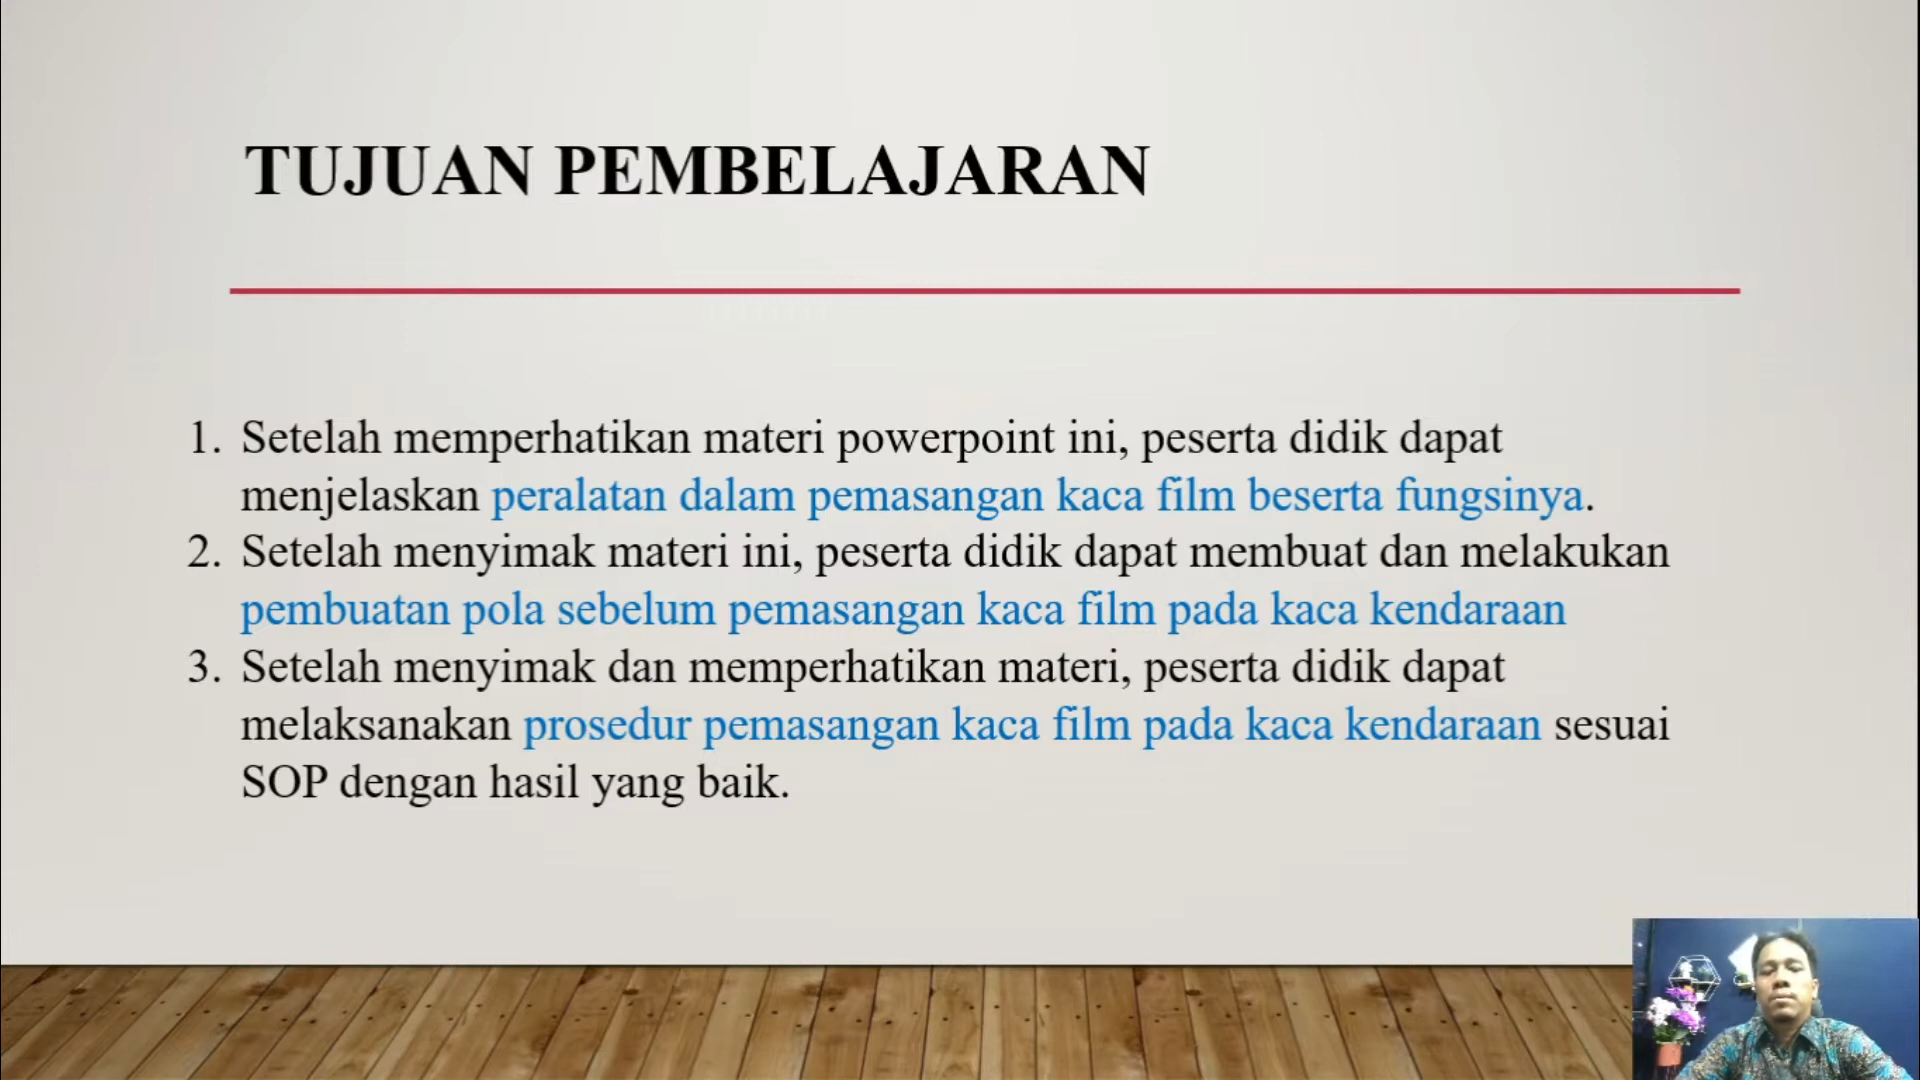 TUJUAN PEMBELAJARAN
1. Setelah memperhatikan materi powerpoint ini, peserta didik dapat
menjelaskan peralatan dalam pemasangan kaca film beserta fungsinya.
2. Setelah menyimak materi ini, peserta didik dapat membuat dan melakukan
pembuatan pola sebelum pemasangan kaca film pada kaca kendaraan
3. Setelah menyimak dan memperhatikan materi, peserta didik dapat
melaksanakan prosedur pemasangan kaca film pada kaca kendaraan sesuai
SOP dengan hasil yang baik.